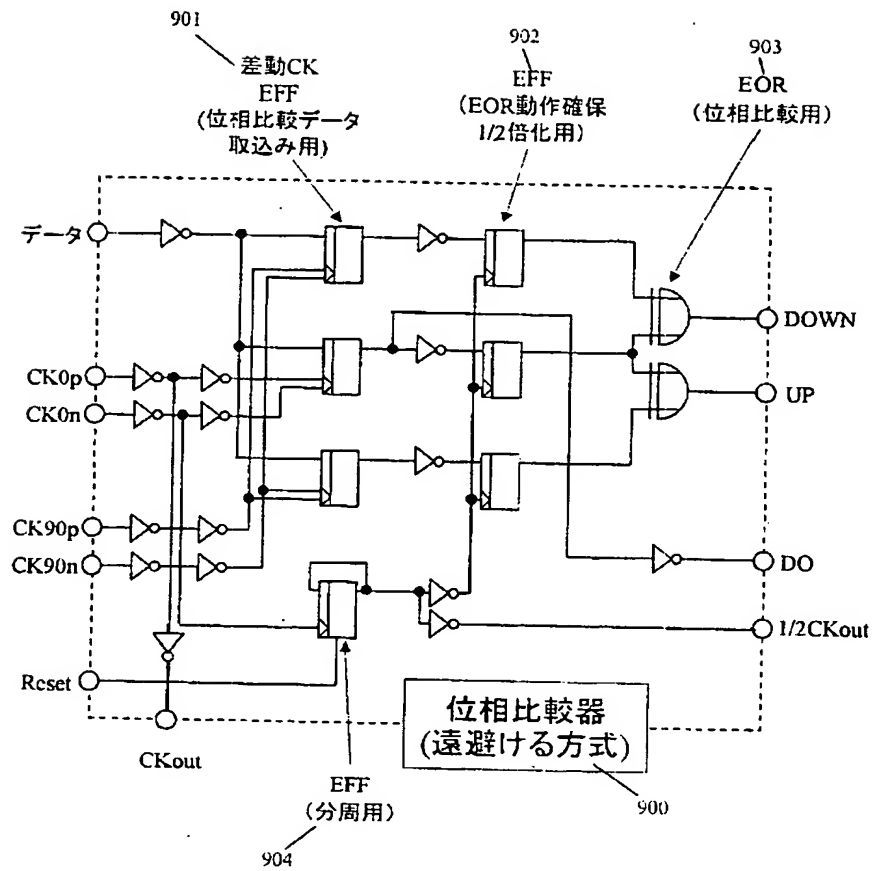 901
902
903
差動CK
EFF
(位相比較データ
取込み用)
EFF
(EOR動作確保
1/2倍化用)
EOR
(位相比較用)
データ
DOWN
CK0p
CK0n
UP
CK90p
CK90n
DO
1/2CKout
Reset
位相比較器
(遠避ける方式)
CKout
EFF
(分周用)
900
904